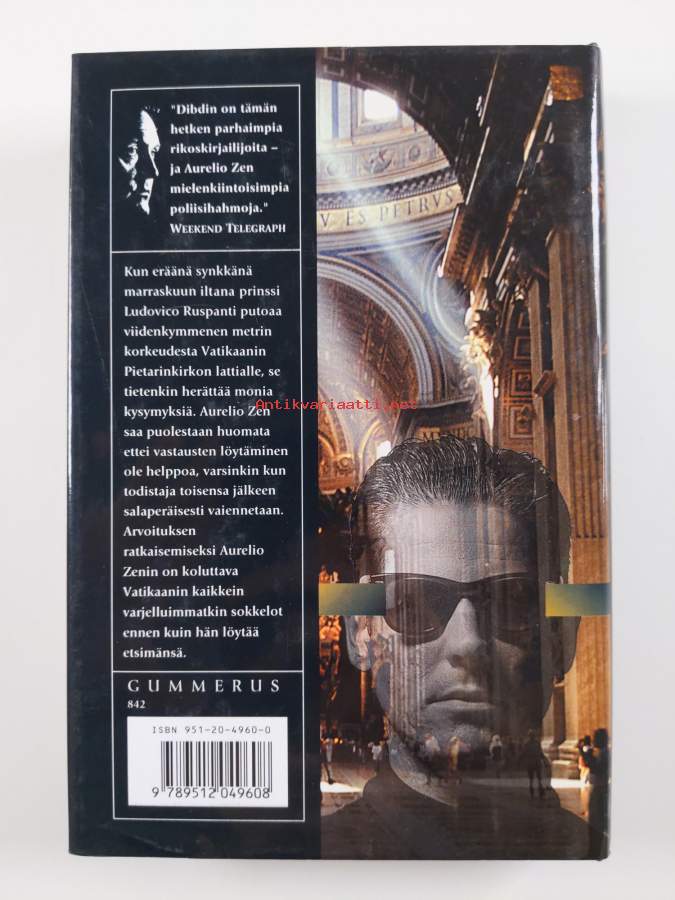 "Dibdin on tämän
hetken parhaimpia
rikoskirjailijoita –
ja Aurelio Zen
mielenkiintoisimpia
poliisihahmoja."
WEEKEND TELEGRAPH
Kun eräänä synkkänä
marraskuun iltana prinssi
Ludovico Ruspanti putoaa
viidenkymmenen metrin
korkeudesta Vatikaanin
Pietarinkirkon lattialle, se
tietenkin herättää monia
kysymyksiä. Aurelio Zen
saa puolestaan huomata
ettei vastausten löytäminen
ole helppoa, varsinkin kun
todistaja toisensa jälkeen
salaperäisesti vaiennetaan.
Arvoituksen
ratkaisemiseksi Aurelio
Zenin on koluttava
Vatikaanin kaikkein
varjelluimmatkin sokkelot
ennen kuin hän löytää
etsimänsä.
GUMMERUS
842
ISBN 951-20-4960-0
9 789512 049608
V ES PETRVS
Antikvariaatti.net